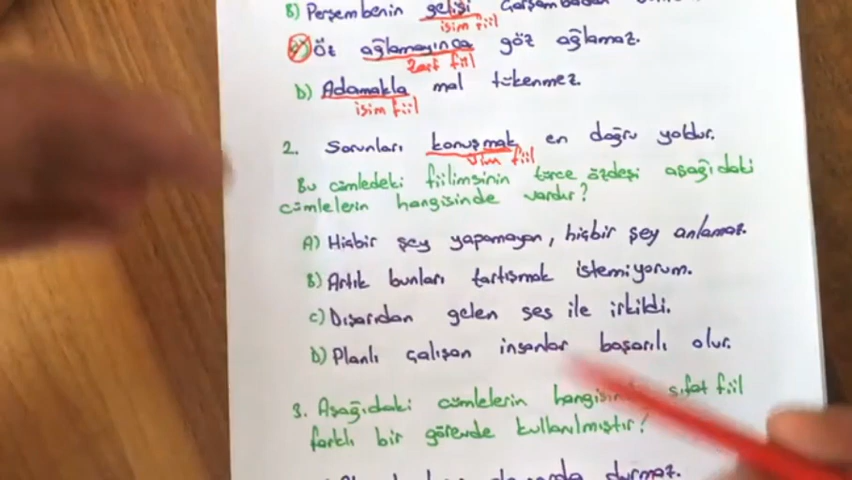 B) Perşembenin gelişi
isim fiil
Öz ağlamayınca göz ağlamaz.
Zarf fiil
D) Adamakla mal tükenmez.
isim fiil
2. Sorunları konuşmak en doğru yoldur.
isim fiil
Bu cümledeki fiilimsinin türce özdeşi aşağıdaki
cümlelerin hangisinde vardır?
A) Hiçbir şey yapamayan, hiçbir şey anlamaz.
B) Artık bunları tartışmak istemiyorum.
C) Dışarıdan gelen ses ile irkildi.
D) Planlı çalışan insanlar başarılı olur.
3. Aşağıdaki cümlelerin hangisinde sıfat fiil
farklı bir görevde kullanılmıştır?
durmaz.